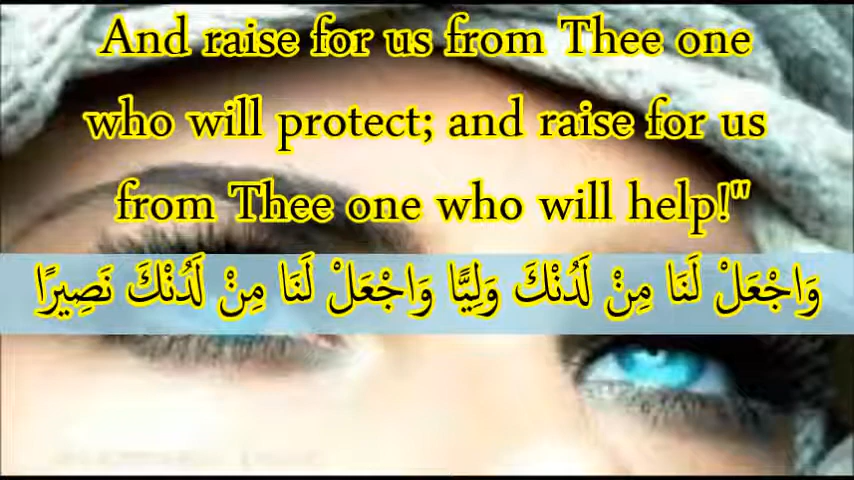 And raise for us from Thee one
who will protect; and raise for us
from Thee one who will help!"
وَاجْعَلْ لَنَا مِنْ لَدُنْكَ وَلِيًّا وَاجْعَلْ لَنَا مِنْ لَدُنْكَ نَصِيرًا